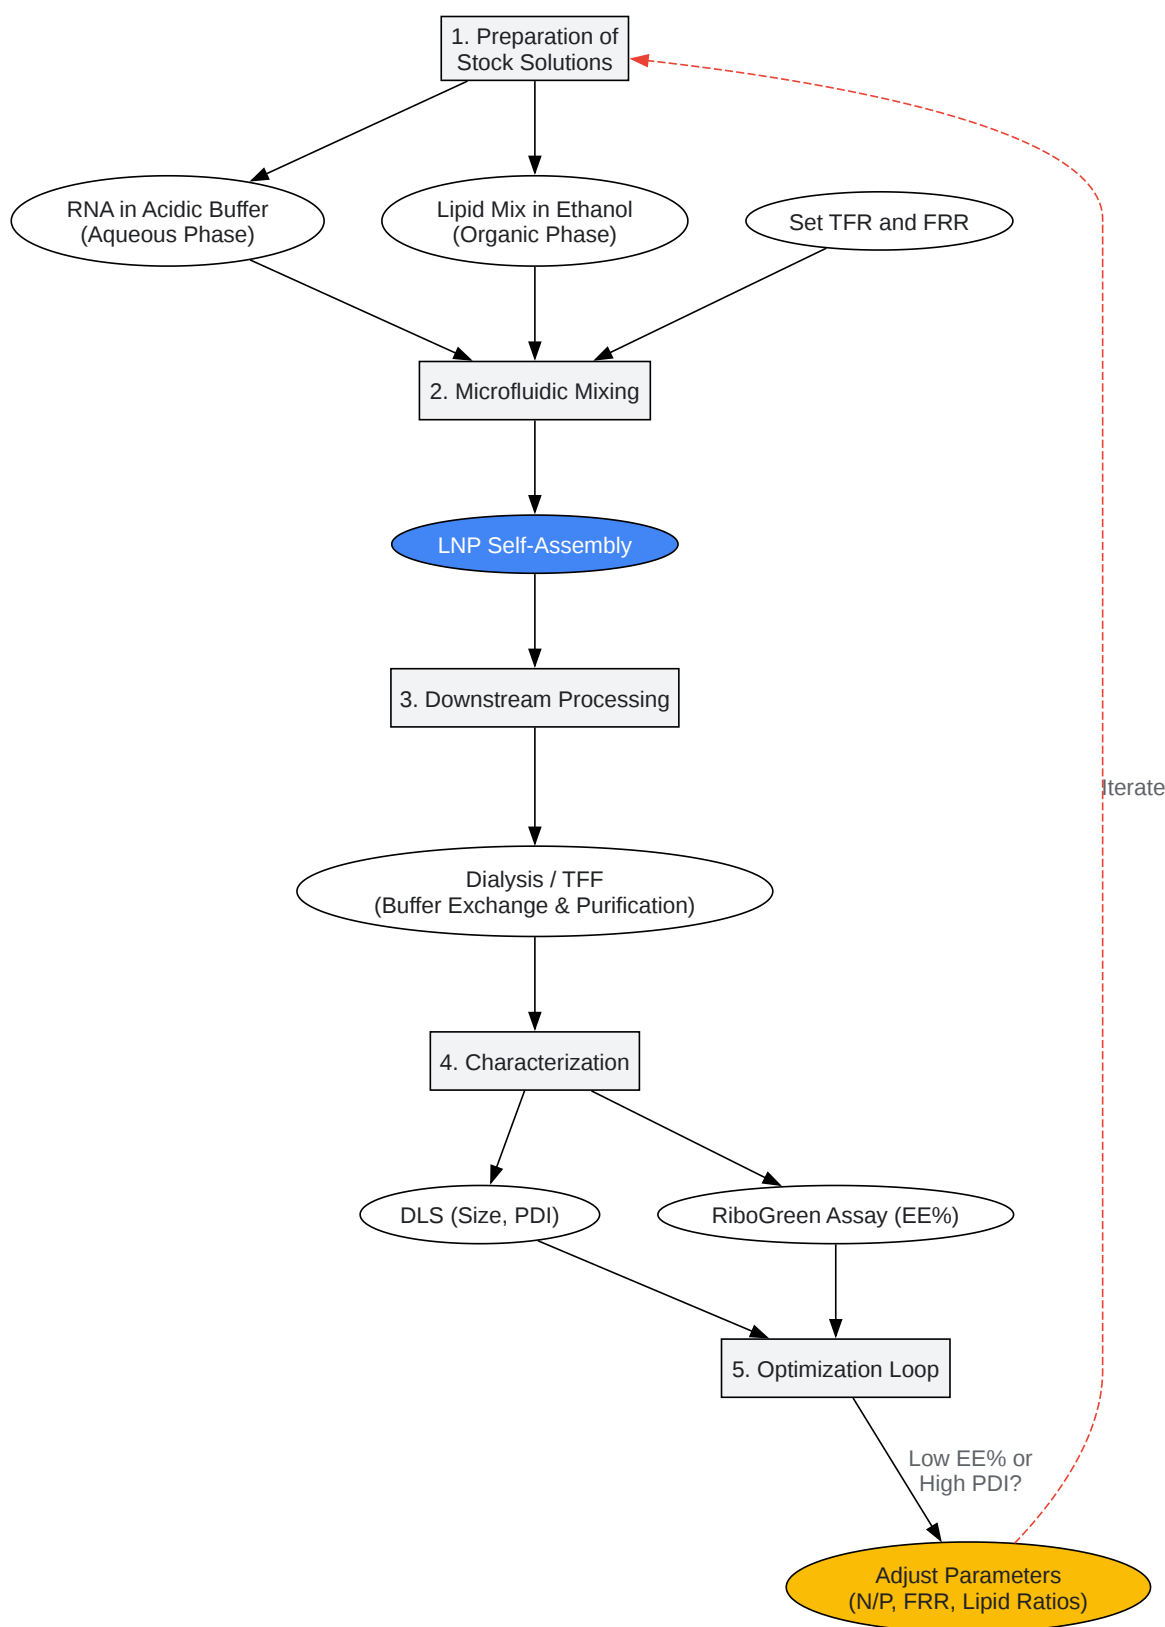 1. Preparation of
Stock Solutions
RNA in Acidic Buffer
(Aqueous Phase)
Lipid Mix in Ethanol
(Organic Phase)
Set TFR and FRR
2. Microfluidic Mixing
LNP Self-Assembly
3. Downstream Processing
Iterate
Dialysis / TFF
(Buffer Exchange & Purification)
4. Characterization
DLS (Size, PDI)
RiboGreen Assay (EE%)
5. Optimization Loop
Low EE% or
High PDI?
Adjust Parameters
(N/P, FRR, Lipid Ratios)